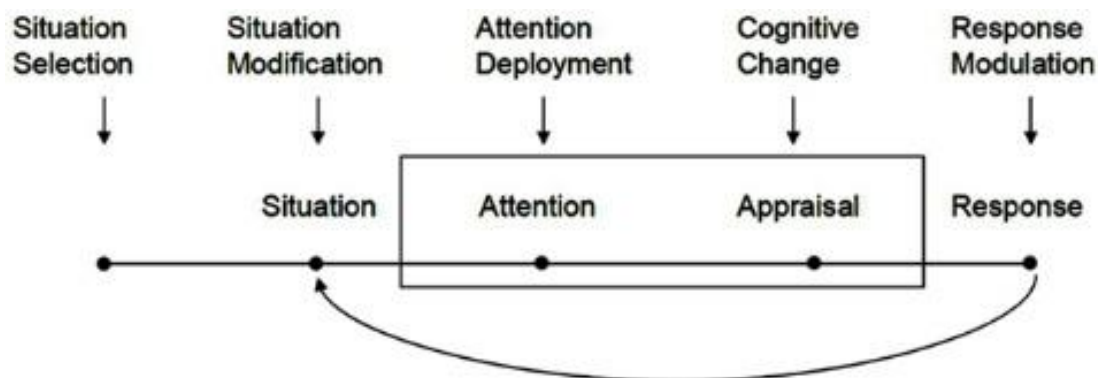 Situation Selection
Situation Modification
Attention Deployment
Cognitive Change
Response Modulation
Situation
Attention
Appraisal
Response